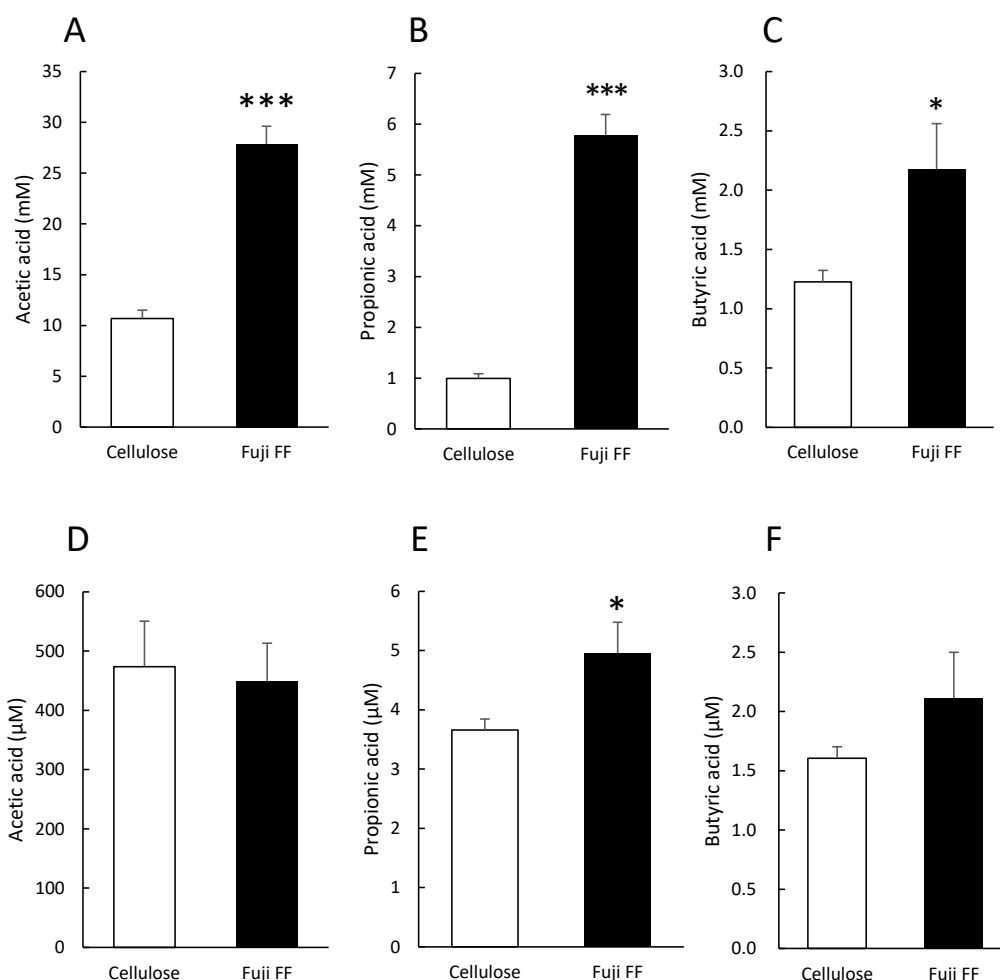 A
Acetic acid (mM)
35
30
25
20
15
10
5
0
***
Cellulose Fuji FF
B
Propionic acid (mM)
7
6
5
4
3
2
1
0
***
Cellulose Fuji FF
C
Butyric acid (mM)
3.0
2.5
2.0
1.5
1.0
0.5
0.0
*
Cellulose Fuji FF
D
Acetic acid (µM)
600
500
400
300
200
100
0
Cellulose Fuji FF
E
Propionic acid (µM)
6
5
4
3
2
1
0
*
Cellulose Fuji FF
F
Butyric acid (µM)
3.0
2.5
2.0
1.5
1.0
0.5
0.0
Cellulose Fuji FF